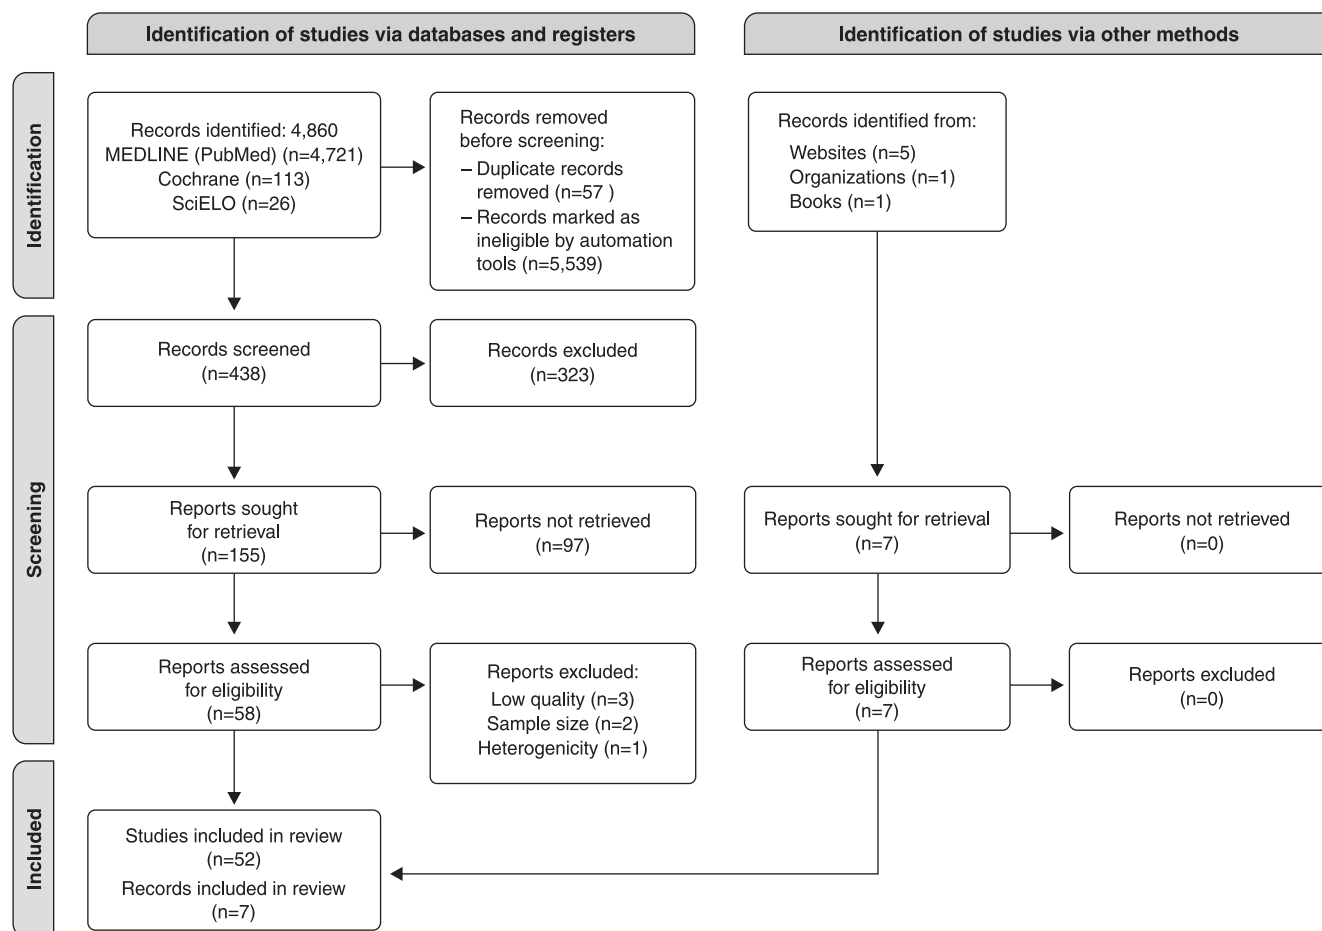 Identification of studies via databases and registers
Identification of studies via other methods
Identification
Records identified: 4,860
MEDLINE (PubMed) (n=4,721)
Cochrane (n=113)
SciELO (n=26)
Records removed
before screening:
– Duplicate records
removed (n=57 )
– Records marked as
ineligible by automation
tools (n=5,539)
Records identified from:
Websites (n=5)
Organizations (n=1)
Books (n=1)
Screening
Records screened
(n=438)
Records excluded
(n=323)
Reports sought
for retrieval
(n=155)
Reports not retrieved
(n=97)
Reports sought for retrieval
(n=7)
Reports not retrieved
(n=0)
Reports assessed
for eligibility
(n=58)
Reports excluded:
Low quality (n=3)
Sample size (n=2)
Heterogenicity (n=1)
Reports assessed
for eligibility
(n=7)
Reports excluded
(n=0)
Included
Studies included in review
(n=52)
Records included in review
(n=7)